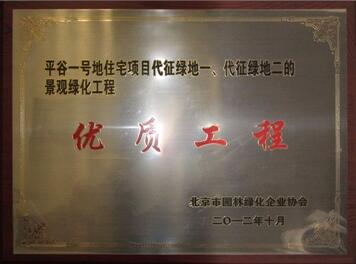 平谷一号地住宅项目代征绿地一、代征绿地二的
景观绿化工程
优质工程
北京市园林绿化企业协会
二〇一二年十月